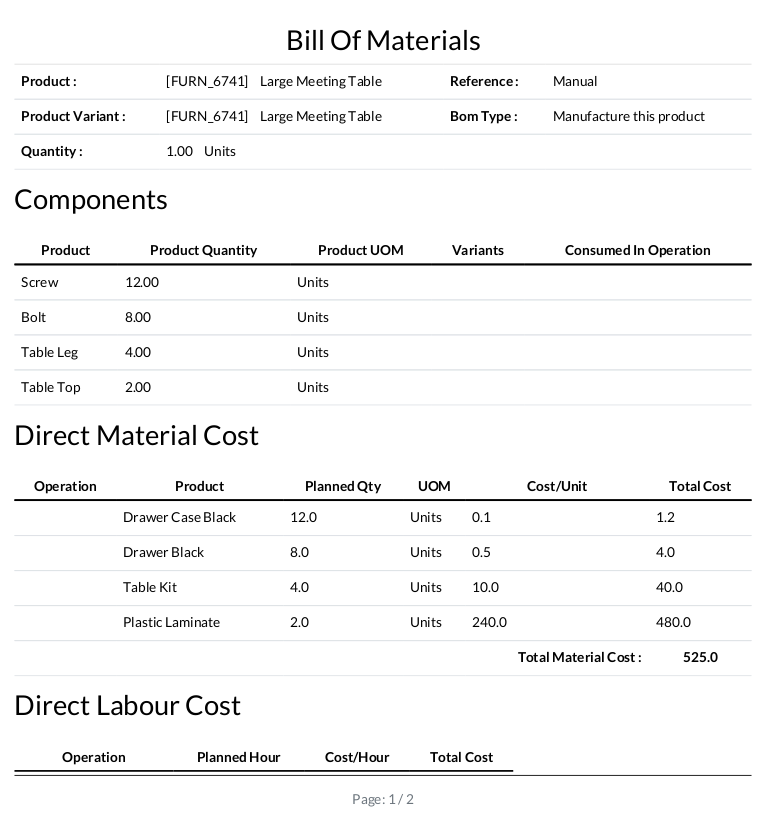 Bill Of Materials
Product : [FURN_6741] Large Meeting Table Reference : Manual
Product Variant : [FURN_6741] Large Meeting Table Bom Type : Manufacture this product
Quantity : 1.00 Units
Components
Product Product Quantity Product UOM Variants Consumed In Operation
Screw 12.00 Units
Bolt 8.00 Units
Table Leg 4.00 Units
Table Top 2.00 Units
Direct Material Cost
Operation Product Planned Qty UOM Cost/Unit Total Cost
Drawer Case Black 12.0 Units 0.1 1.2
Drawer Black 8.0 Units 0.5 4.0
Table Kit 4.0 Units 10.0 40.0
Plastic Laminate 2.0 Units 240.0 480.0
Total Material Cost : 525.0
Direct Labour Cost
Operation Planned Hour Cost/Hour Total Cost
Page: 1 / 2